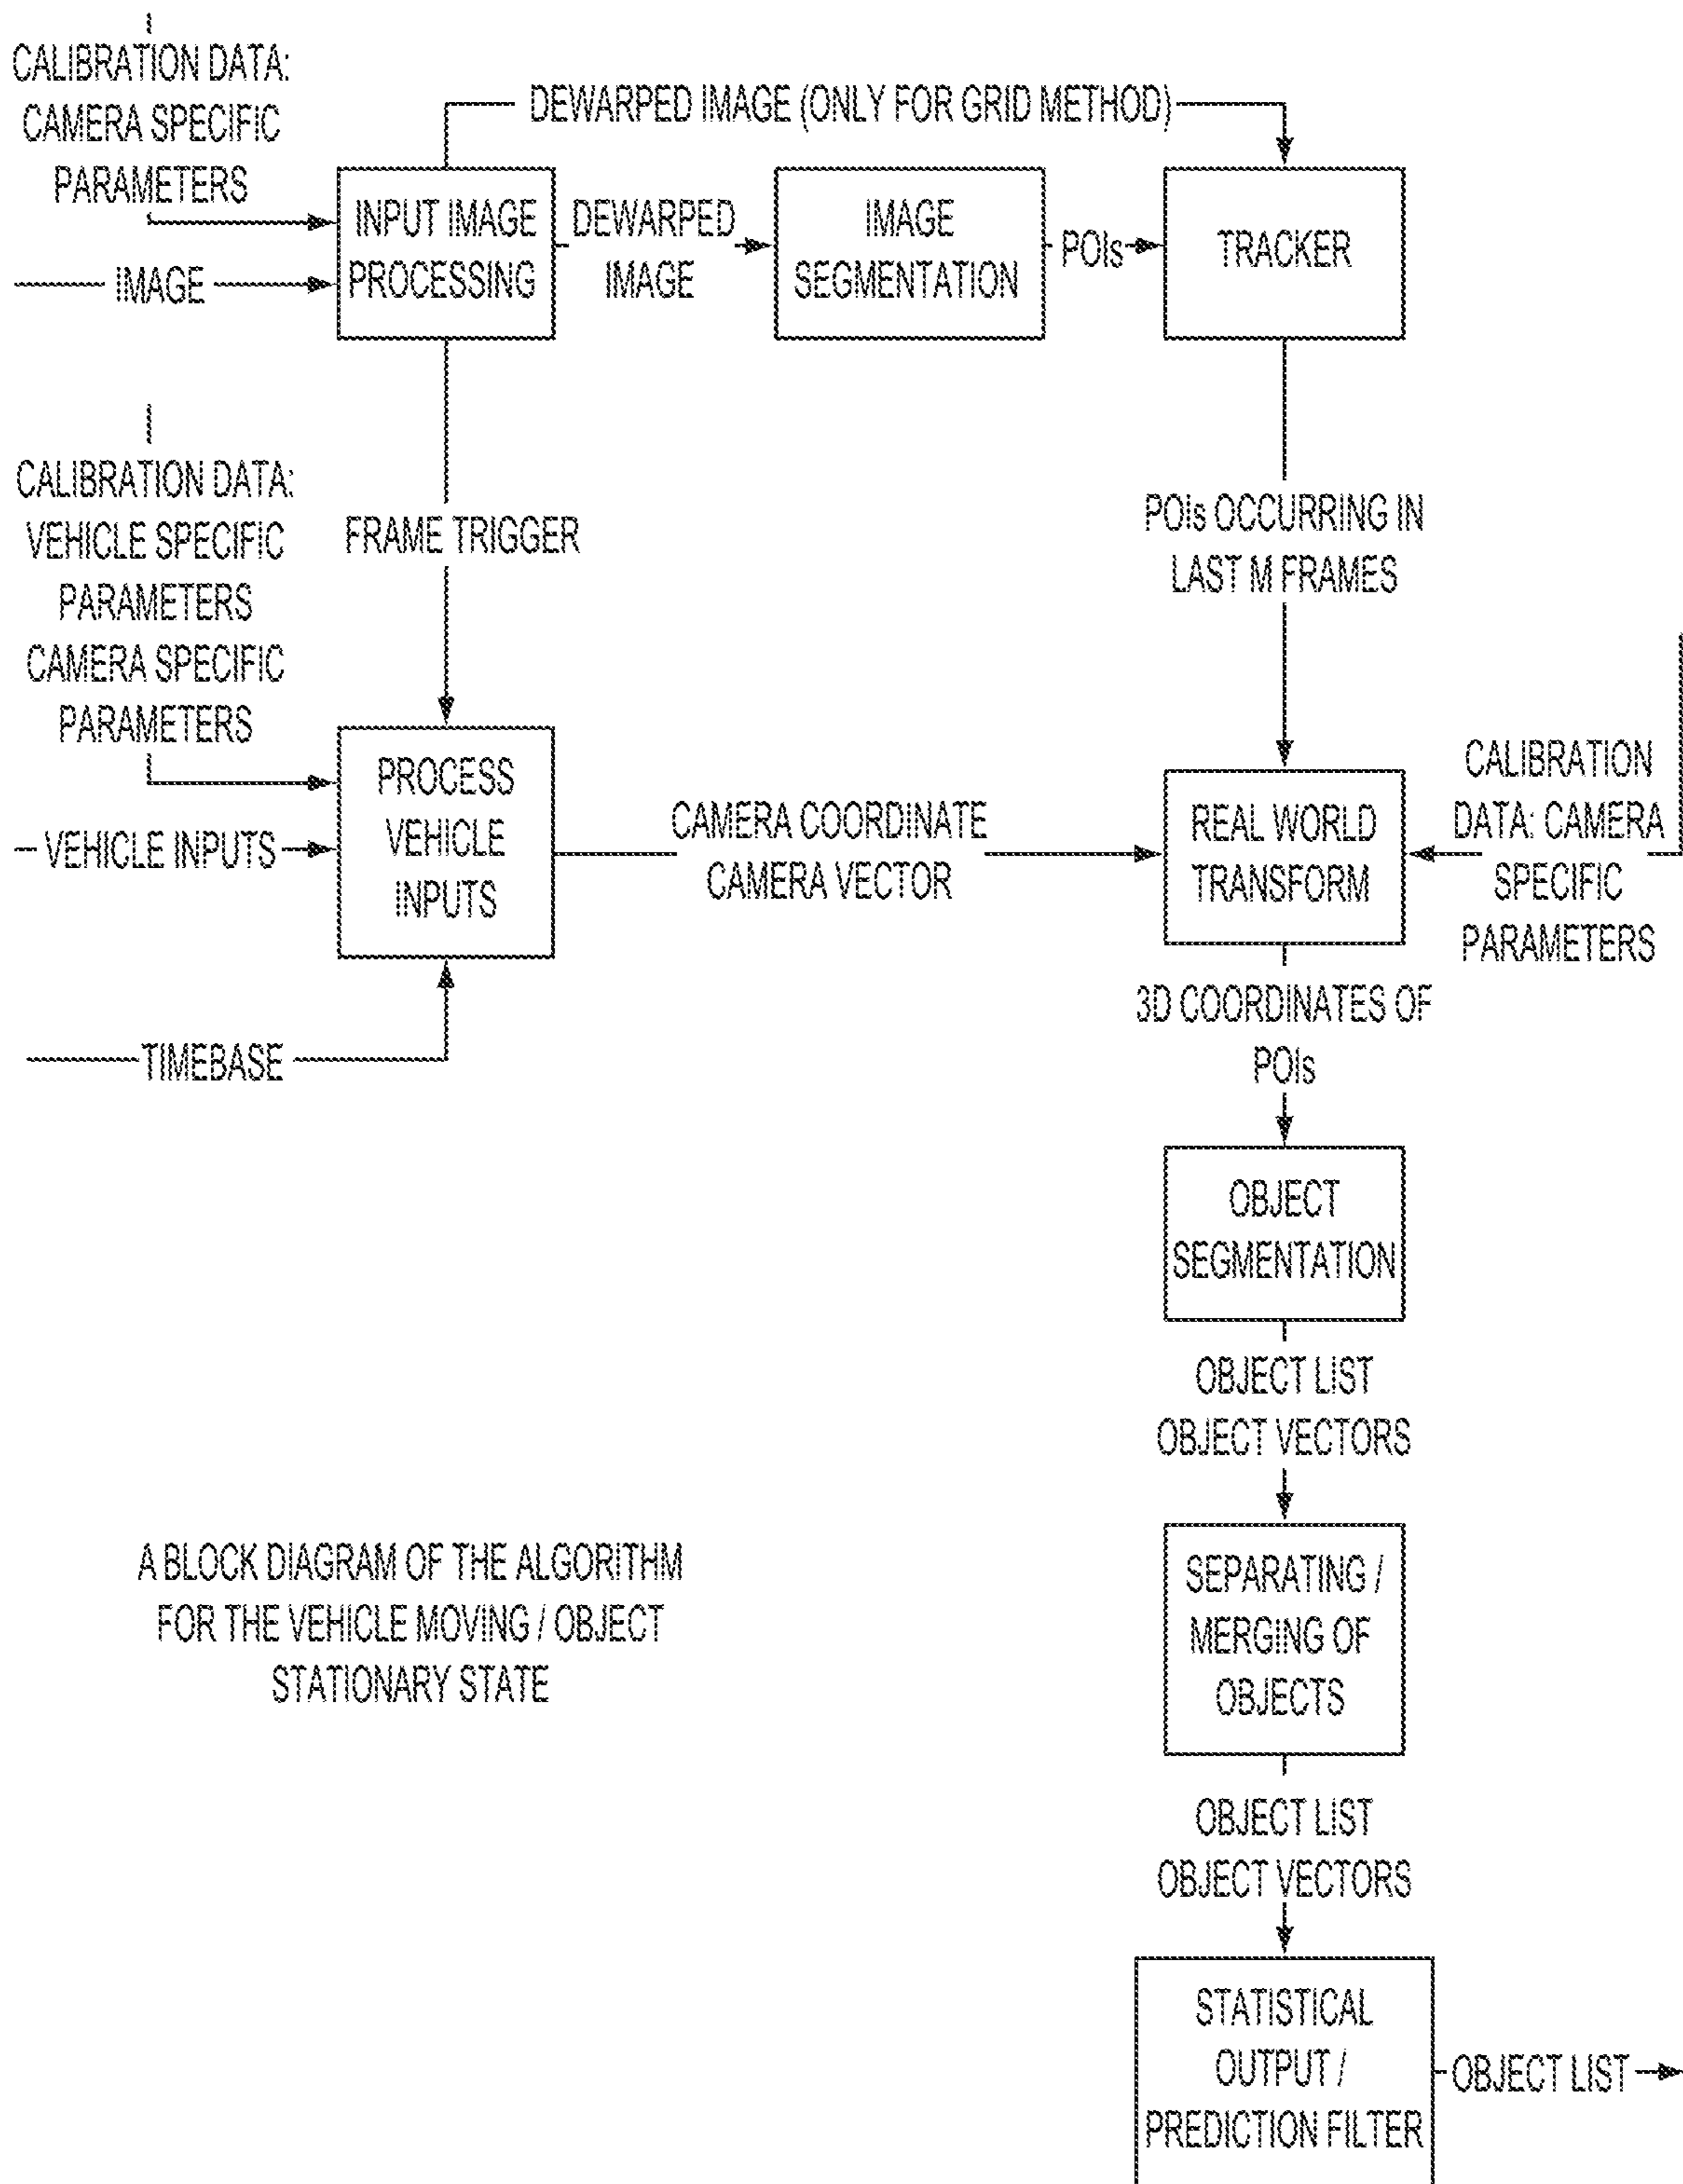 CALIBRATION DATA:
CAMERA SPECIFIC
PARAMETERS
IMAGE
DEWARPED IMAGE (ONLY FOR GRID METHOD)
INPUT IMAGE
PROCESSING
DEWARPED
IMAGE
IMAGE
SEGMENTATION
POIs
TRACKER
CALIBRATION DATA:
VEHICLE SPECIFIC
PARAMETERS
CAMERA SPECIFIC
PARAMETERS
FRAME TRIGGER
POIs OCCURRING IN
LAST M FRAMES
VEHICLE INPUTS
PROCESS
VEHICLE
INPUTS
CAMERA COORDINATE
CAMERA VECTOR
REAL WORLD
TRANSFORM
CALIBRATION
DATA: CAMERA
SPECIFIC
PARAMETERS
TIMEBASE
3D COORDINATES OF
POIs
OBJECT
SEGMENTATION
OBJECT LIST
OBJECT VECTORS
A BLOCK DIAGRAM OF THE ALGORITHM
FOR THE VEHICLE MOVING / OBJECT
STATIONARY STATE
SEPARATING /
MERGING OF
OBJECTS
OBJECT LIST
OBJECT VECTORS
STATISTICAL
OUTPUT /
PREDICTION FILTER
OBJECT LIST